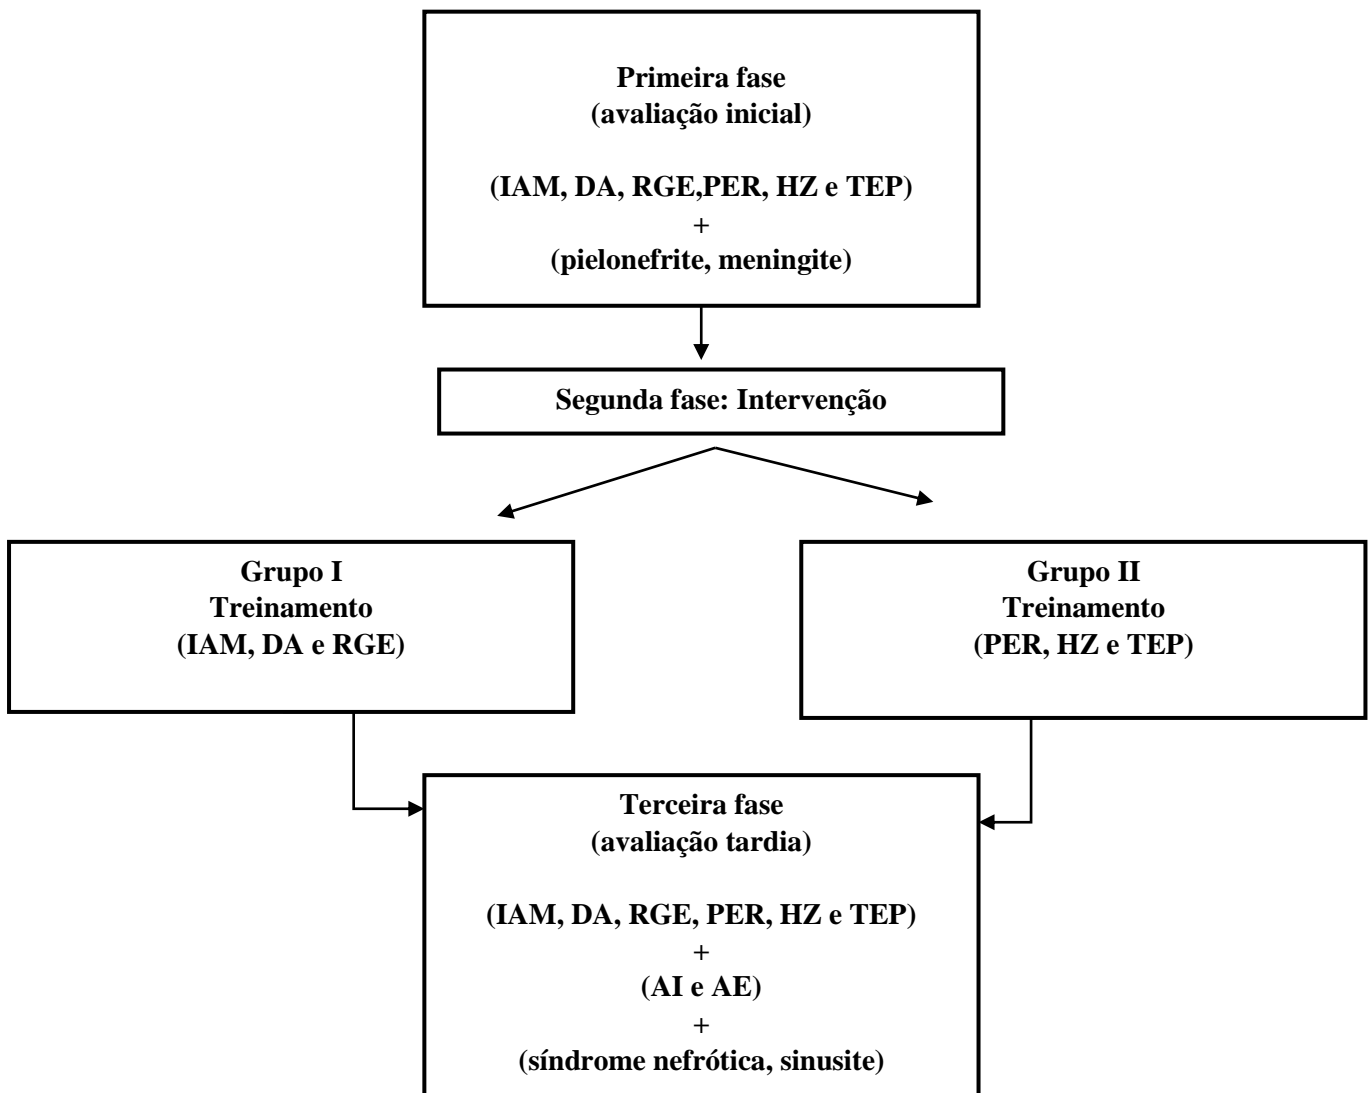 Primeira fase
(avaliação inicial)
(IAM, DA, RGE,PER, HZ e TEP)
+
(pielonefrite, meningite)
Segunda fase: Intervenção
Grupo I
Treinamento
(IAM, DA e RGE)
Grupo II
Treinamento
(PER, HZ e TEP)
Terceira fase
(avaliação tardia)
(IAM, DA, RGE, PER, HZ e TEP)
+
(AI e AE)
+
(síndrome nefrótica, sinusite)